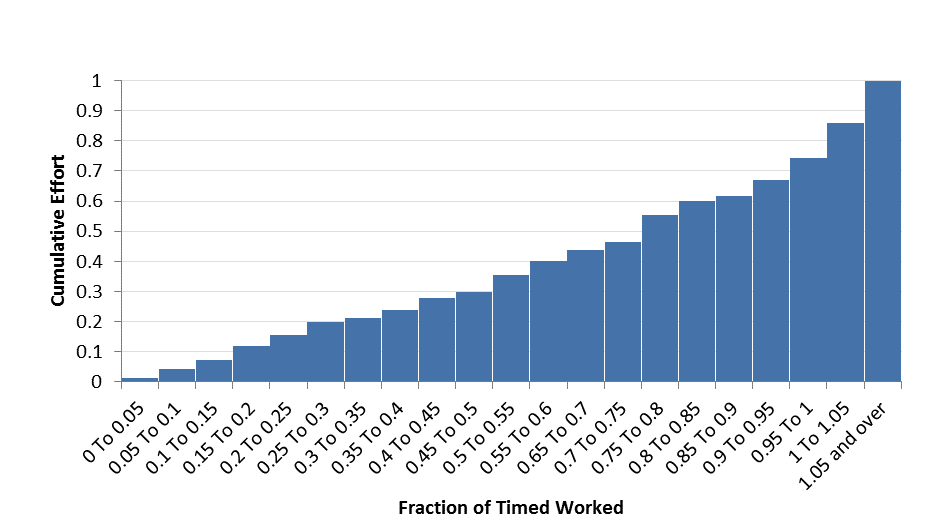 1
0.9
0.8
0.7
0.6
0.5
0.4
0.3
0.2
0.1
0
Cumulative Effort
0 To 0.05
0.05 To 0.1
0.1 To 0.15
0.15 To 0.2
0.2 To 0.25
0.25 To 0.3
0.3 To 0.35
0.35 To 0.4
0.4 To 0.45
0.45 To 0.5
0.5 To 0.55
0.55 To 0.6
0.65 To 0.7
0.7 To 0.75
0.75 To 0.8
0.8 To 0.85
0.85 To 0.9
0.9 To 0.95
0.95 To 1
1 To 1.05
1.05 and over
Fraction of Timed Worked